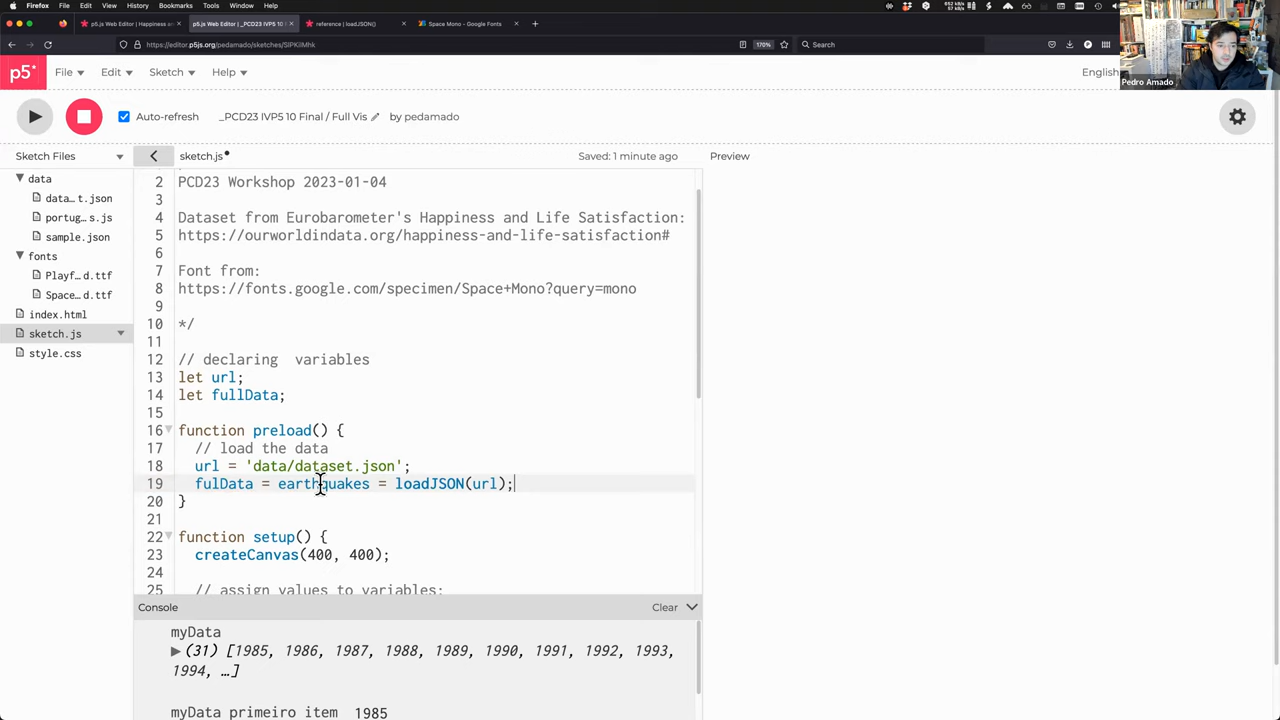 Firefox File Edit View History Bookmarks Tools Window Help
p5.js Web Editor | Happiness an
p5.js Web Editor | _PCD23 IVP5 10
reference | loadJSON()
Space Mono - Google Fonts
https://editor.p5js.org/pedamado/sketches/SlPKiIMhk
170%
Search
Pedro Amado
p5* File Edit Sketch Help English
Auto-refresh _PCD23 IVP5 10 Final / Full Vis by pedamado
Sketch Files
sketch.js
Saved: 1 minute ago
Preview
data
data…t.json
portug…s.js
sample.json
fonts
Playf…d.ttf
Space…d.ttf
index.html
sketch.js
style.css
2 PCD23 Workshop 2023-01-04
3
4 Dataset from Eurobarometer's Happiness and Life Satisfaction:
5 https://ourworldindata.org/happiness-and-life-satisfaction#
6
7 Font from:
8 https://fonts.google.com/specimen/Space+Mono?query=mono
9
10 */
11
12 // declaring  variables
13 let url;
14 let fullData;
15
16 function preload() {
17 // load the data
18 url = 'data/dataset.json';
19 fulData = earthquakes = loadJSON(url);
20 }
21
22 function setup() {
23 createCanvas(400, 400);
24
25 // assign values to variables:
Console
Clear
myData
(31) [1985, 1986, 1987, 1988, 1989, 1990, 1991, 1992, 1993,
1994, …]
myData primeiro item 1985